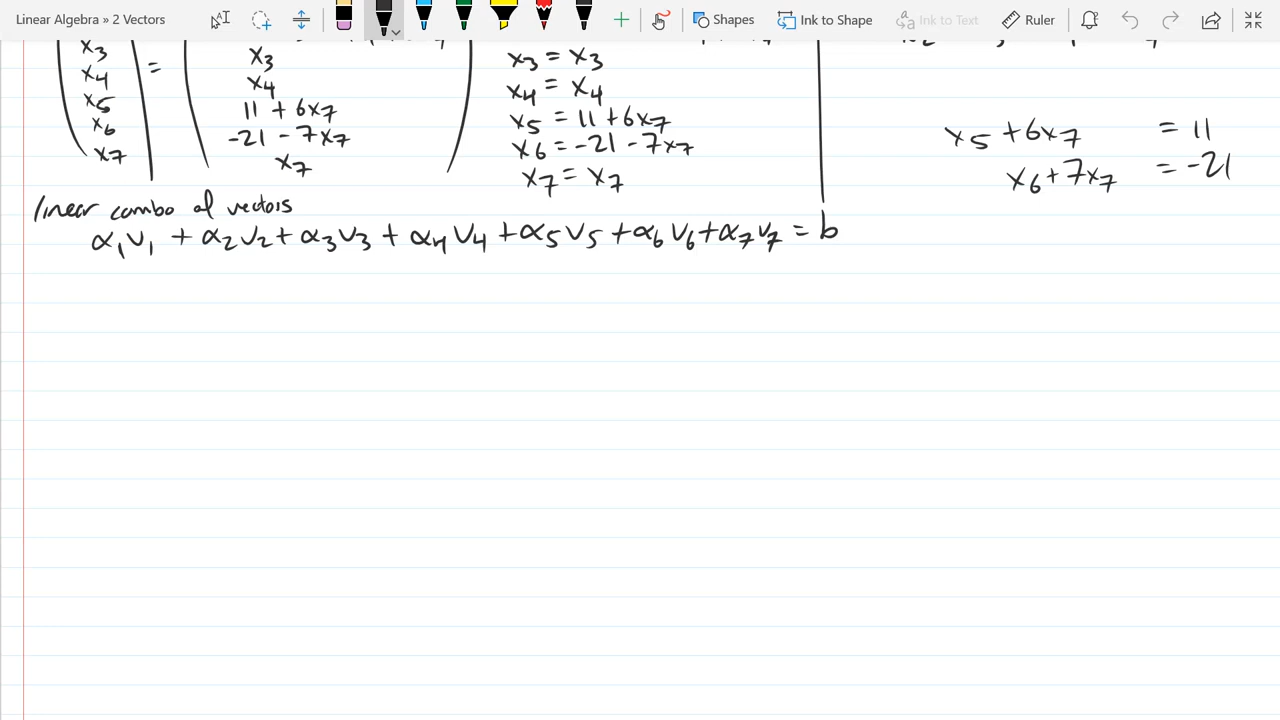 Linear Algebra » 2 Vectors
Shapes
Ink to Shape
Ink to Text
Ruler
x3
x4
x5
x6
x7
=
x3
x4
11 + 6x7
-21 - 7x7
x7
x3 = x3
x4 = x4
x5 = 11 + 6x7
x6 = -21 - 7x7
x7 = x7
x5 + 6x7 = 11
x6 + 7x7 = -21
linear combo of vectors
α1v1 + α2v2 + α3v3 + α4v4 + α5v5 + α6v6 + α7v7 = b